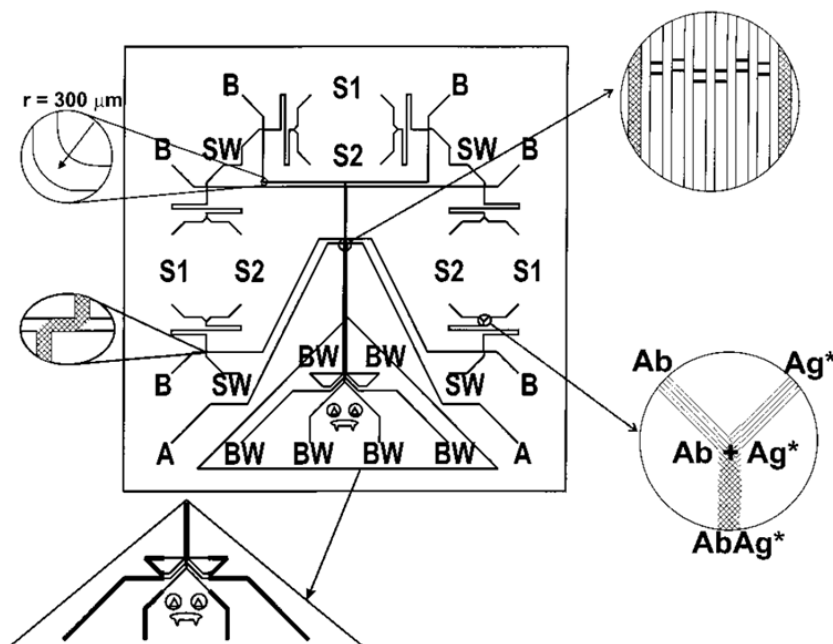 r = 300 μm
B S1 B
B SW S2 SW B
S1 S2 S2 S1
BW BW
B SW SW B
A BW BW BW BW A
Ab Ag*
Ab + Ag*
AbAg*